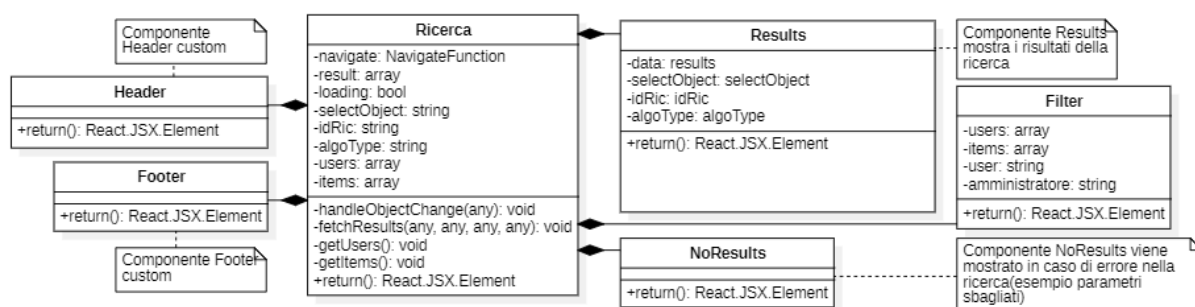 Componente
Header custom
Header
+return(): React.JSX.Element
Footer
+return(): React.JSX.Element
Componente Footer
custom
Ricerca
-navigate: NavigateFunction
-result: array
-loading: bool
-selectObject: string
-idRic: string
-algoType: string
-users: array
-items: array
-handleObjectChange(any): void
-fetchResults(any, any, any, any): void
-getUsers(): void
-getItems(): void
+return(): React.JSX.Element
Results
-data: results
-selectObject: selectObject
-idRic: idRic
-algoType: algoType
+return(): React.JSX.Element
Componente Results
mostra i risultati della
ricerca
Filter
-users: array
-items: array
-user: string
-amministratore: string
+return(): React.JSX.Element
NoResults
+return(): React.JSX.Element
Componente NoResults viene
mostrato in caso di errore nella
ricerca(esempio parametri
sbagliati)